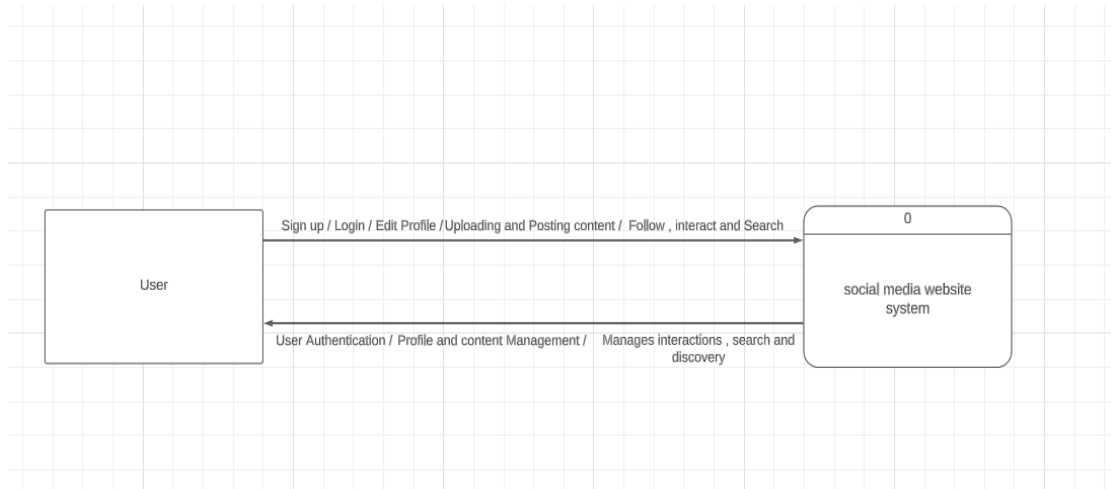 Sign up / Login / Edit Profile /Uploading and Posting content / Follow , interact and Search
0
User
social media website
system
User Authentication / Profile and content Management / Manages interactions , search and
discovery